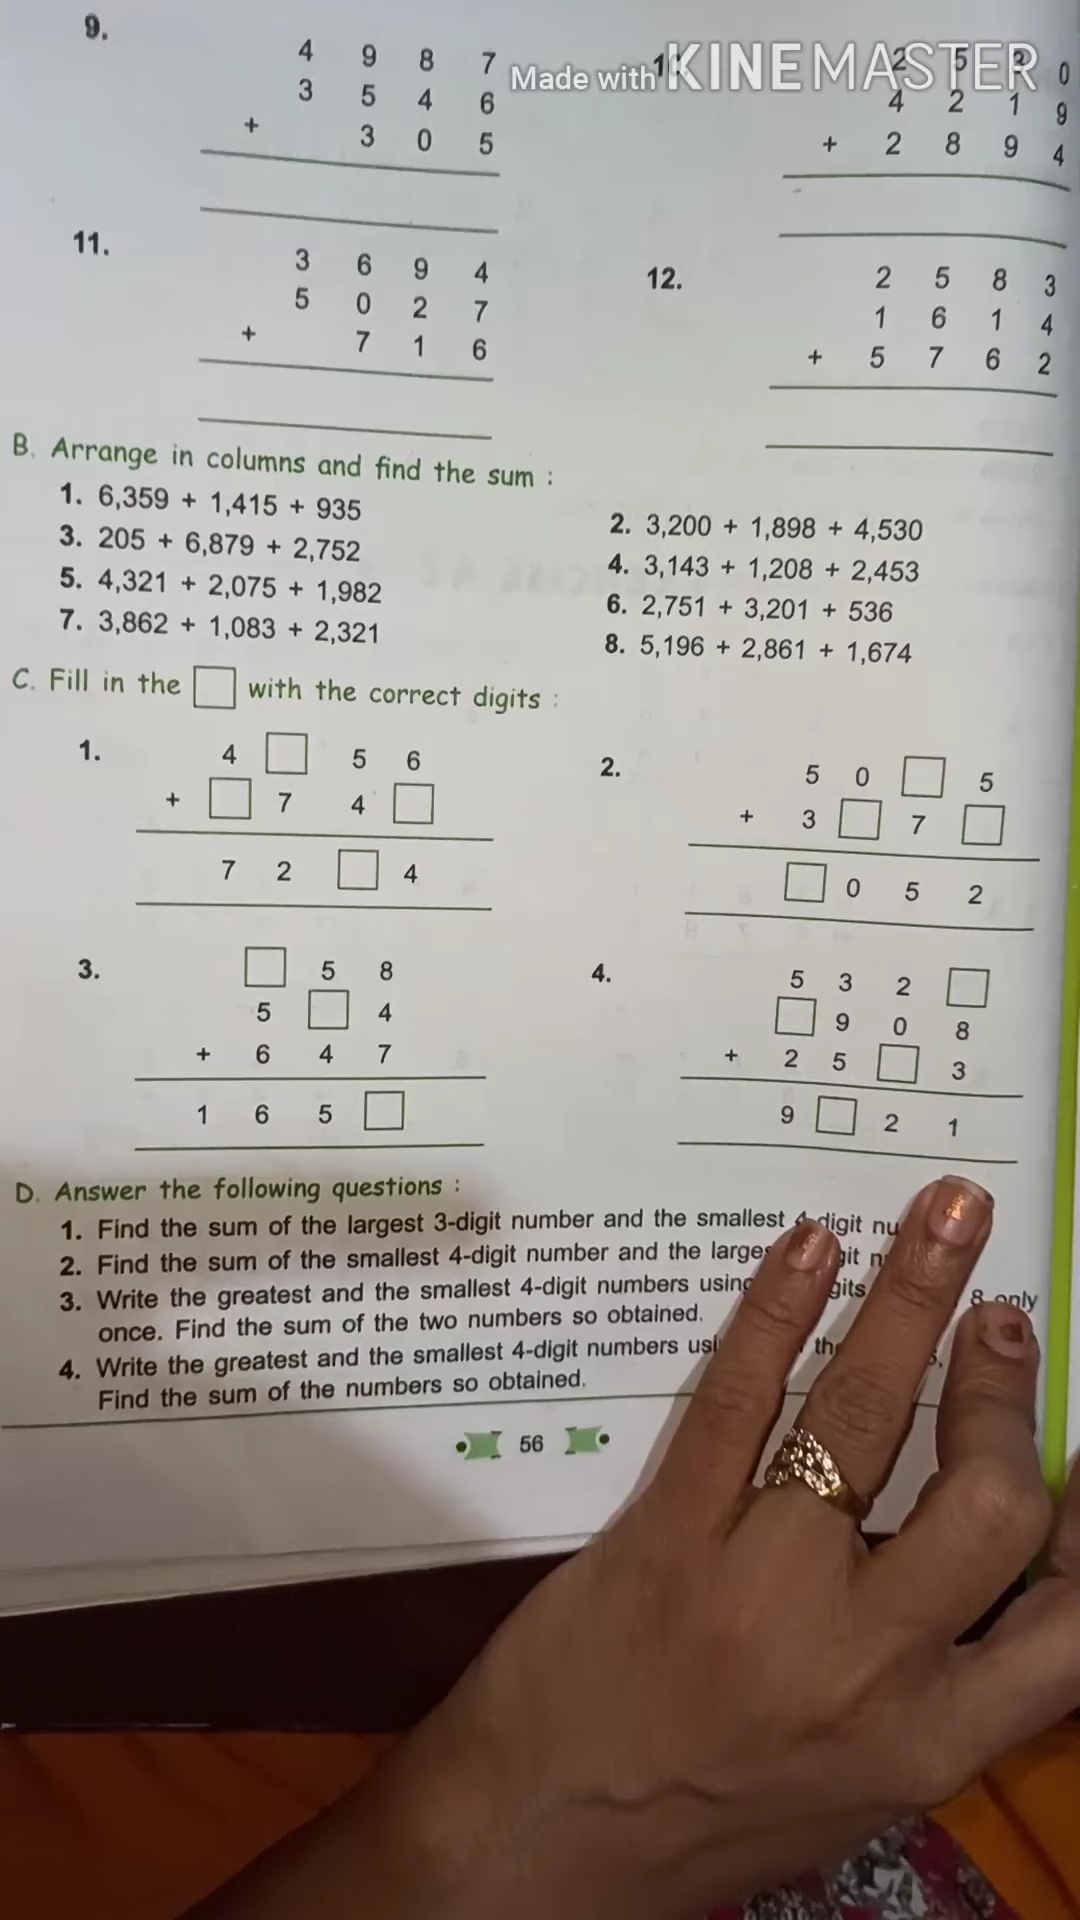 9.
4 9 8 7
3 5 4 6
+ 3 0 5
Made with KINEMASTER
2 5 0
4 2 1 9
+ 2 8 9 4
11.
3 6 9 4
5 0 2 7
+ 7 1 6
12.
2 5 8 3
1 6 1 4
+ 5 7 6 2
B. Arrange in columns and find the sum :
1. 6,359 + 1,415 + 935
2. 3,200 + 1,898 + 4,530
3. 205 + 6,879 + 2,752
4. 3,143 + 1,208 + 2,453
5. 4,321 + 2,075 + 1,982
6. 2,751 + 3,201 + 536
7. 3,862 + 1,083 + 2,321
8. 5,196 + 2,861 + 1,674
C. Fill in the □ with the correct digits :
1.
4 □ 5 6
+ □ 7 4 □
7 2 □ 4
2.
5 0 □ 5
+ 3 □ 7 □
□ 0 5 2
3.
□ 5 8
5 □ 4
+ 6 4 7
1 6 5 □
4.
5 3 2 □
□ 9 0 8
+ 2 5 □ 3
9 □ 2 1
D. Answer the following questions :
1. Find the sum of the largest 3-digit number and the smallest
2. Find the sum of the smallest 4-digit number and the
3. Write the greatest and the smallest 4-digit numbers using 8 only
once. Find the sum of the two numbers so obtained.
4. Write the greatest and the smallest 4-digit numbers
Find the sum of the numbers so obtained.
56